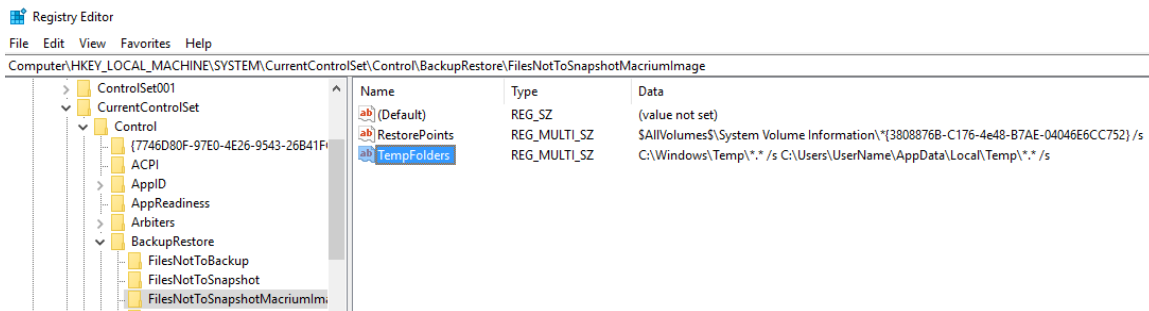 Registry Editor
File Edit View Favorites Help
Computer\HKEY_LOCAL_MACHINE\SYSTEM\CurrentControlSet\Control\BackupRestore\FilesNotToSnapshotMacriumImage
ControlSet001
CurrentControlSet
Control
{7746D80F-97E0-4E26-9543-26B41F
ACPI
AppID
AppReadiness
Arbiters
BackupRestore
FilesNotToBackup
FilesNotToSnapshot
FilesNotToSnapshotMacriumIma
Name Type Data
(Default) REG_SZ (value not set)
RestorePoints REG_MULTI_SZ $AllVolumes$\System Volume Information\*{3808876B-C176-4e48-B7AE-04046E6CC752} /s
TempFolders REG_MULTI_SZ C:\Windows\Temp\*.* /s C:\Users\UserName\AppData\Local\Temp\*.* /s